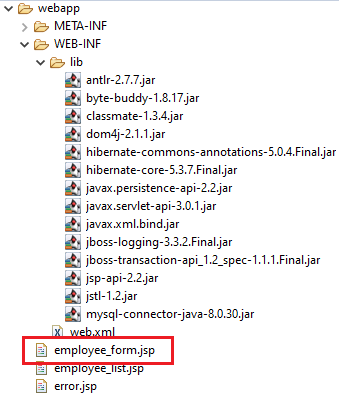 webapp
META-INF
WEB-INF
lib
antlr-2.7.7.jar
byte-buddy-1.8.17.jar
classmate-1.3.4.jar
dom4j-2.1.1.jar
hibernate-commons-annotations-5.0.4.Final.jar
hibernate-core-5.3.7.Final.jar
javax.persistence-api-2.2.jar
javax.servlet-api-3.0.1.jar
javax.xml.bind.jar
jboss-logging-3.3.2.Final.jar
jboss-transaction-api_1.2_spec-1.1.1.Final.jar
jsp-api-2.2.jar
jstl-1.2.jar
mysql-connector-java-8.0.30.jar
web.xml
employee_form.jsp
employee_list.jsp
error.jsp